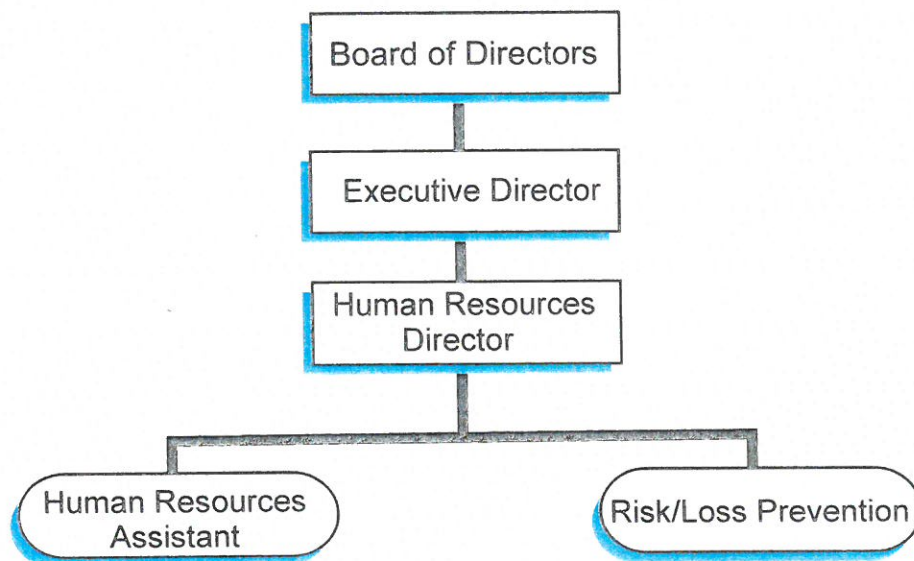 Board of Directors
Executive Director
Human Resources
Director
Human Resources
Assistant
Risk/Loss Prevention